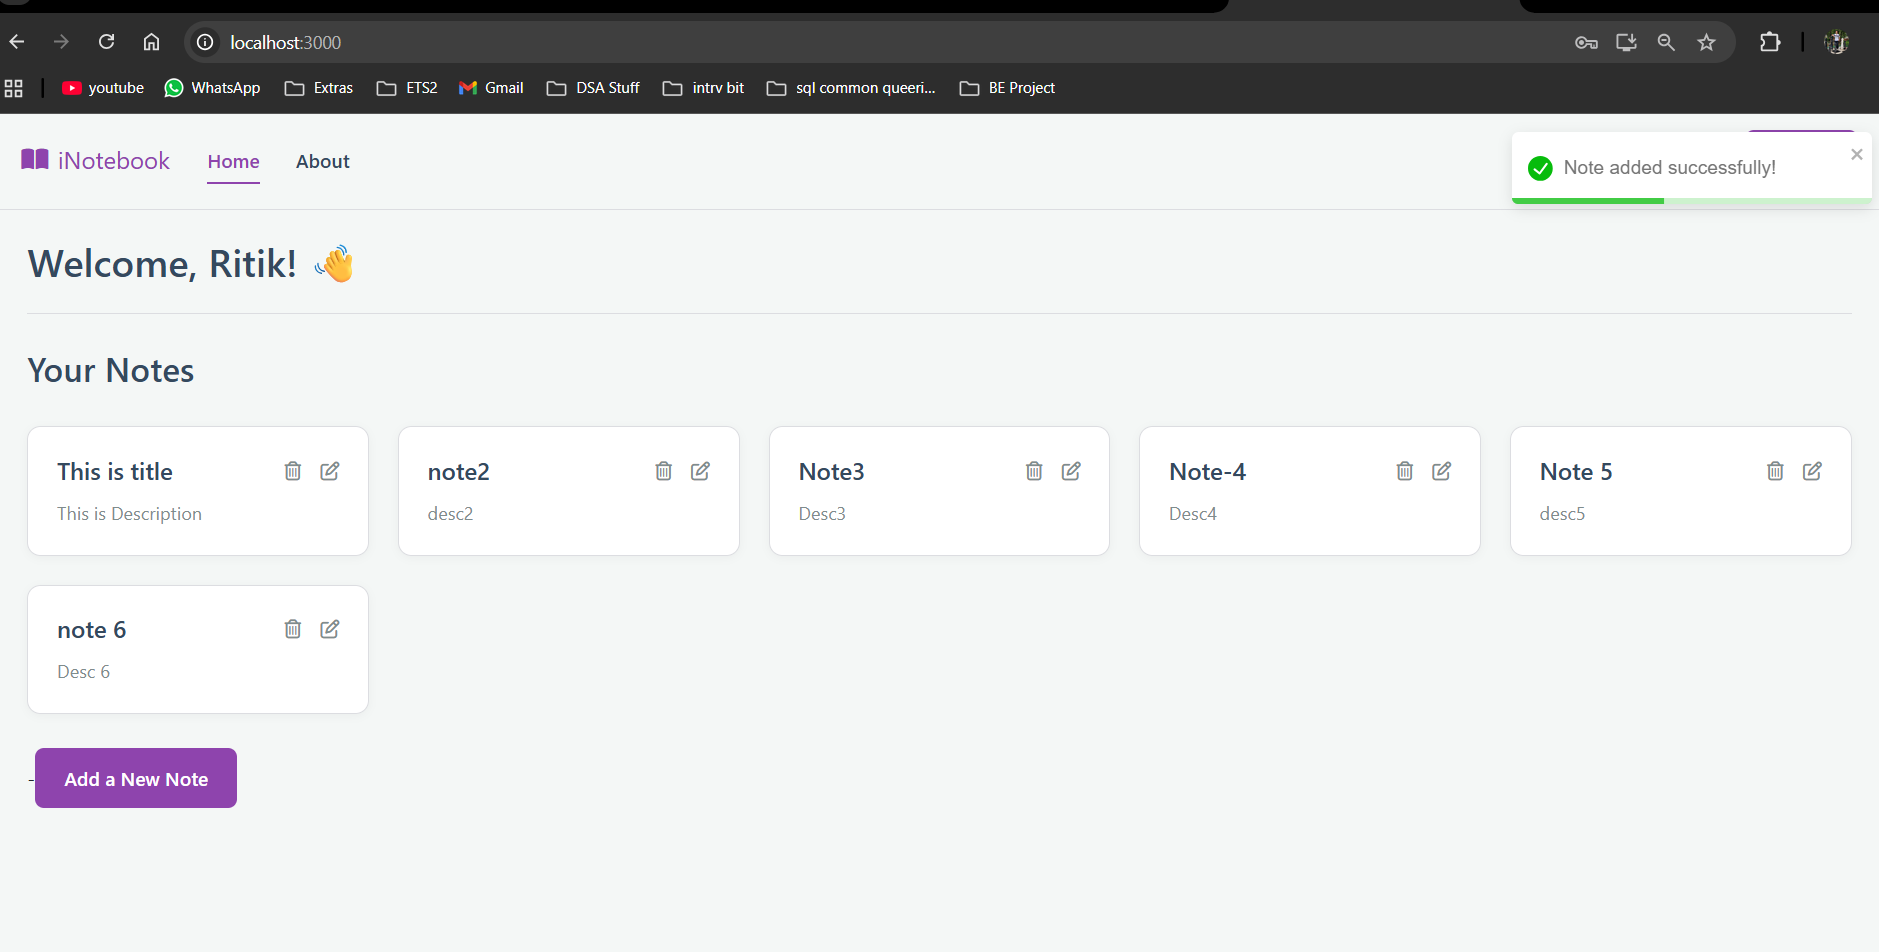 localhost:3000
youtube WhatsApp Extras ETS2 Gmail DSA Stuff intrv bit sql common queeri... BE Project
iNotebook Home About
Note added successfully!
Welcome, Ritik! 👋
Your Notes
This is title
This is Description
note2
desc2
Note3
Desc3
Note-4
Desc4
Note 5
desc5
note 6
Desc 6
-Add a New Note